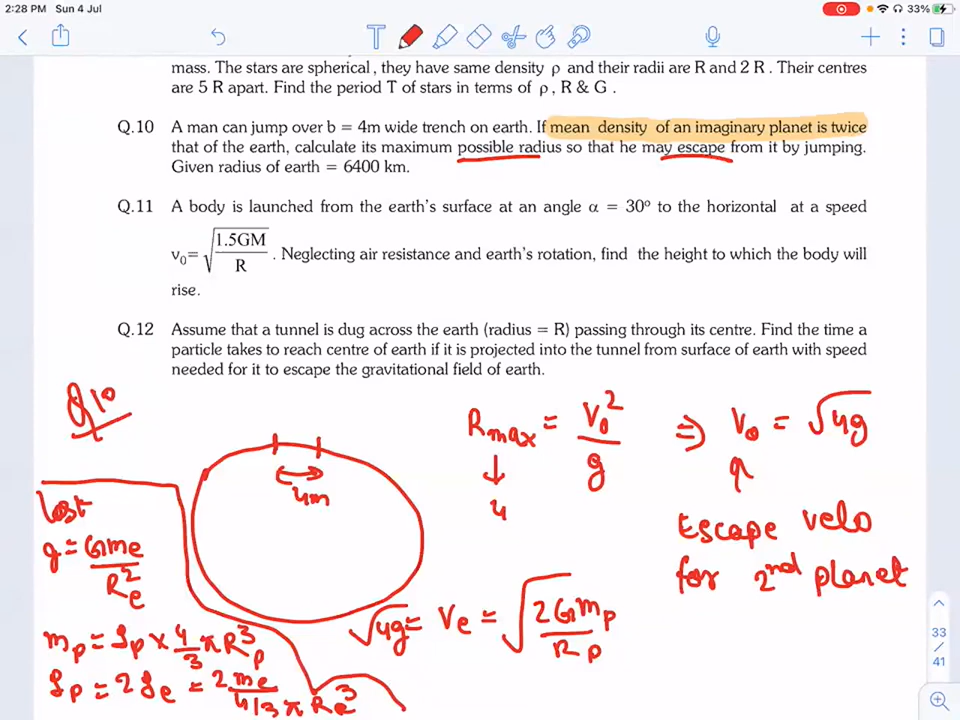 2:28 PM Sun 4 Jul 33%
mass. The stars are spherical, they have same density ρ and their radii are R and 2 R . Their centres
are 5 R apart. Find the period T of stars in terms of ρ, R & G .
Q.10 A man can jump over b = 4m wide trench on earth. If mean density of an imaginary planet is twice
that of the earth, calculate its maximum possible radius so that he may escape from it by jumping.
Given radius of earth = 6400 km.
Q.11 A body is launched from the earth's surface at an angle α = 30° to the horizontal at a speed
v₀= √(1.5GM/R) . Neglecting air resistance and earth's rotation, find the height to which the body will
rise.
Q.12 Assume that a tunnel is dug across the earth (radius = R) passing through its centre. Find the time a
particle takes to reach centre of earth if it is projected into the tunnel from surface of earth with speed
needed for it to escape the gravitational field of earth.
Q10
R_max = V₀²/g ⇒ V₀ = √4g
4
4m
Escape velo
for 2nd planet
g = Gme/Re²
√4g = Ve = √(2Gmp/Rp)
mp = ρp × 4/3 πRp³
ρp = 2ρe = 2me/(4/3 πRe³)
33
/
41